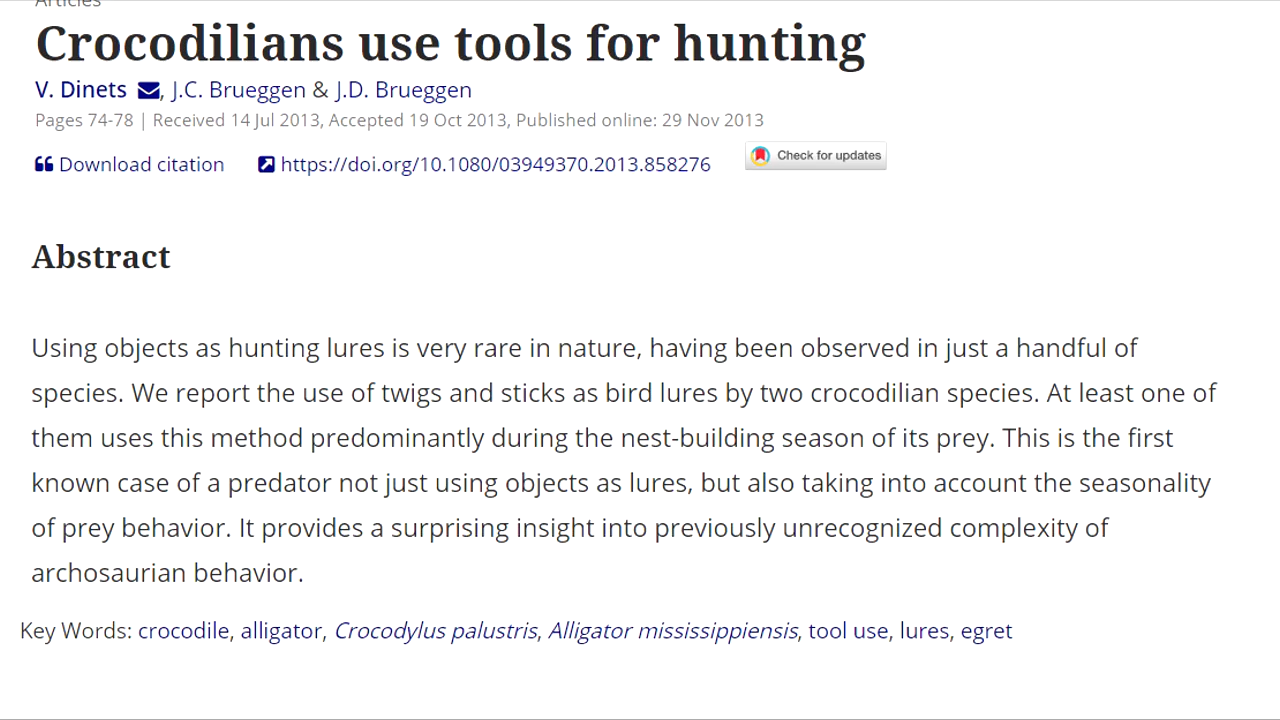 Articles
Crocodilians use tools for hunting
V. Dinets , J.C. Brueggen & J.D. Brueggen
Pages 74-78 | Received 14 Jul 2013, Accepted 19 Oct 2013, Published online: 29 Nov 2013
Download citation https://doi.org/10.1080/03949370.2013.858276 Check for updates
Abstract
Using objects as hunting lures is very rare in nature, having been observed in just a handful of
species. We report the use of twigs and sticks as bird lures by two crocodilian species. At least one of
them uses this method predominantly during the nest-building season of its prey. This is the first
known case of a predator not just using objects as lures, but also taking into account the seasonality
of prey behavior. It provides a surprising insight into previously unrecognized complexity of
archosaurian behavior.
Key Words: crocodile, alligator, Crocodylus palustris, Alligator mississippiensis, tool use, lures, egret